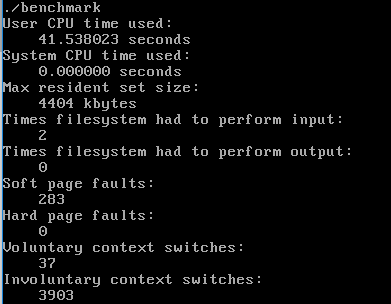 ./benchmark
User CPU time used:
41.538023 seconds
System CPU time used:
0.000000 seconds
Max resident set size:
4404 kbytes
Times filesystem had to perform input:
2
Times filesystem had to perform output:
0
Soft page faults:
283
Hard page faults:
0
Voluntary context switches:
37
Involuntary context switches:
3903